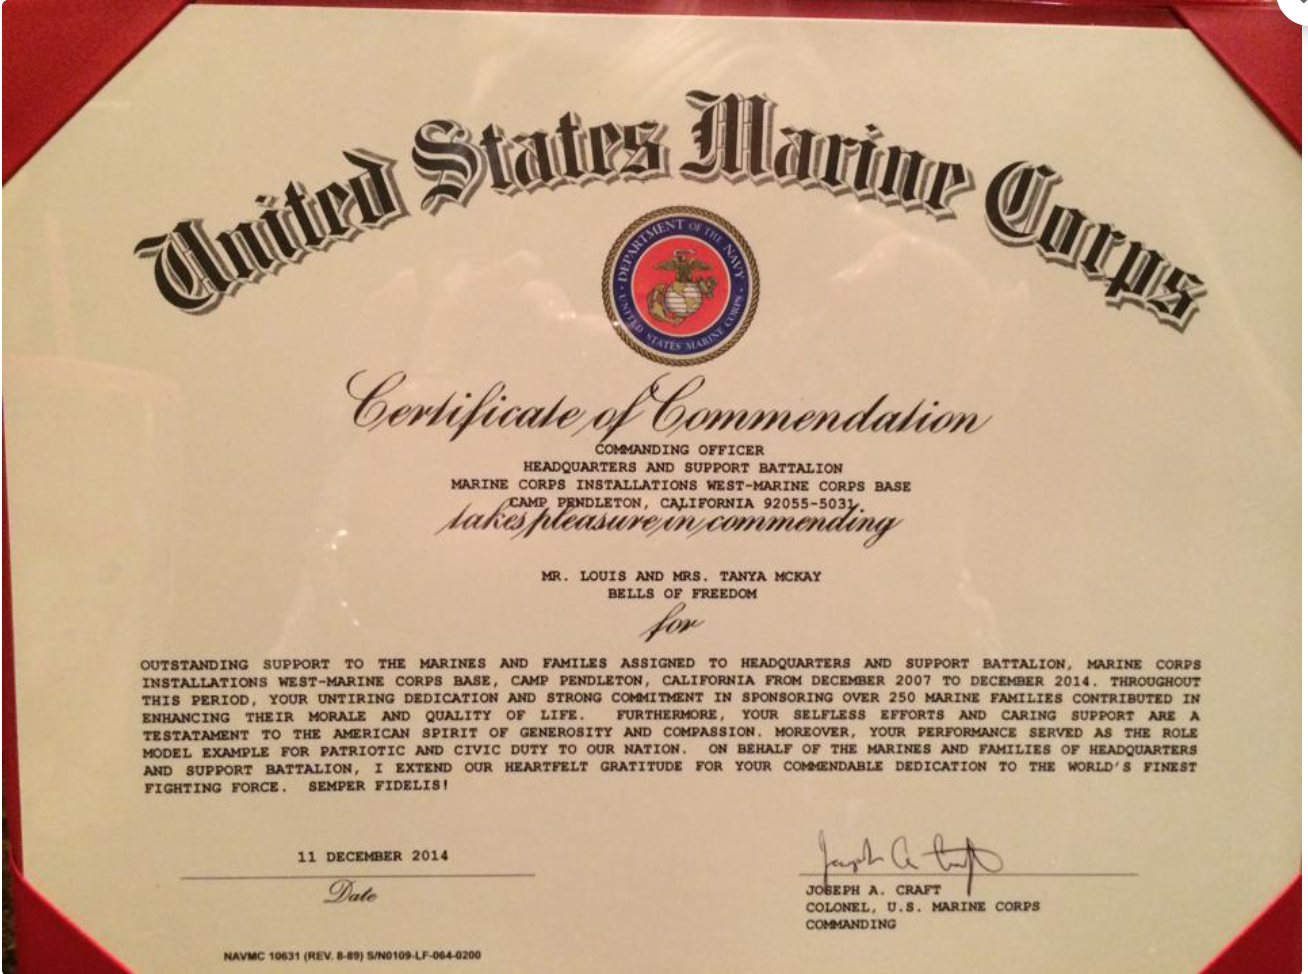 United States Marine Corps
DEPARTMENT OF THE NAVY
UNITED STATES MARINE CORPS
Certificate of Commendation
COMMANDING OFFICER
HEADQUARTERS AND SUPPORT BATTALION
MARINE CORPS INSTALLATIONS WEST-MARINE CORPS BASE
CAMP PENDLETON, CALIFORNIA 92055-5031
takes pleasure in commending
MR. LOUIS AND MRS. TANYA MCKAY
BELLS OF FREEDOM
for
OUTSTANDING SUPPORT TO THE MARINES AND FAMILES ASSIGNED TO HEADQUARTERS AND SUPPORT BATTALION, MARINE CORPS
INSTALLATIONS WEST-MARINE CORPS BASE, CAMP PENDLETON, CALIFORNIA FROM DECEMBER 2007 TO DECEMBER 2014. THROUGHOUT
THIS PERIOD, YOUR UNTIRING DEDICATION AND STRONG COMMITMENT IN SPONSORING OVER 250 MARINE FAMILIES CONTRIBUTED IN
ENHANCING THEIR MORALE AND QUALITY OF LIFE. FURTHERMORE, YOUR SELFLESS EFFORTS AND CARING SUPPORT ARE A
TESTATAMENT TO THE AMERICAN SPIRIT OF GENEROSITY AND COMPASSION. MOREOVER, YOUR PERFORMANCE SERVED AS THE ROLE
MODEL EXAMPLE FOR PATRIOTIC AND CIVIC DUTY TO OUR NATION. ON BEHALF OF THE MARINES AND FAMILIES OF HEADQUARTERS
AND SUPPORT BATTALION, I EXTEND OUR HEARTFELT GRATITUDE FOR YOUR COMMENDABLE DEDICATION TO THE WORLD'S FINEST
FIGHTING FORCE. SEMPER FIDELIS!
11 DECEMBER 2014
Date
Joseph A. Craft
JOSEPH A. CRAFT
COLONEL, U.S. MARINE CORPS
COMMANDING
NAVMC 10631 (REV. 8-89) S/N0109-LF-064-0200